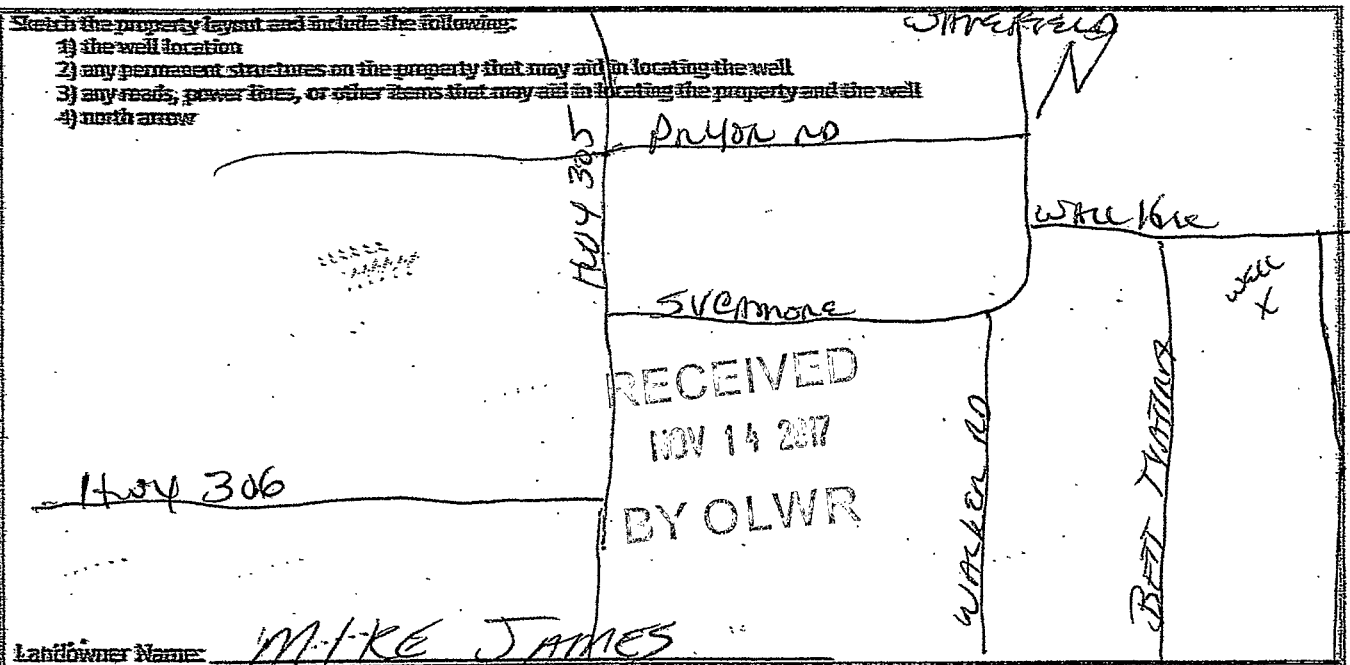 Sketch the property layout and include the following:
1) the well location
2) any permanent structures on the property that may aid in locating the well
3) any roads, power lines, or other items that may aid in locating the property and the well
4) north arrow
WAKEFIELD
N
PRYOR RD
HWY 305
WALL
Well
X
SYCAMORE
RECEIVED
NOV 14 2017
BY OLWR
WALKER RD
BETT
Hwy 306
Landowner Name: MIKE JAMES